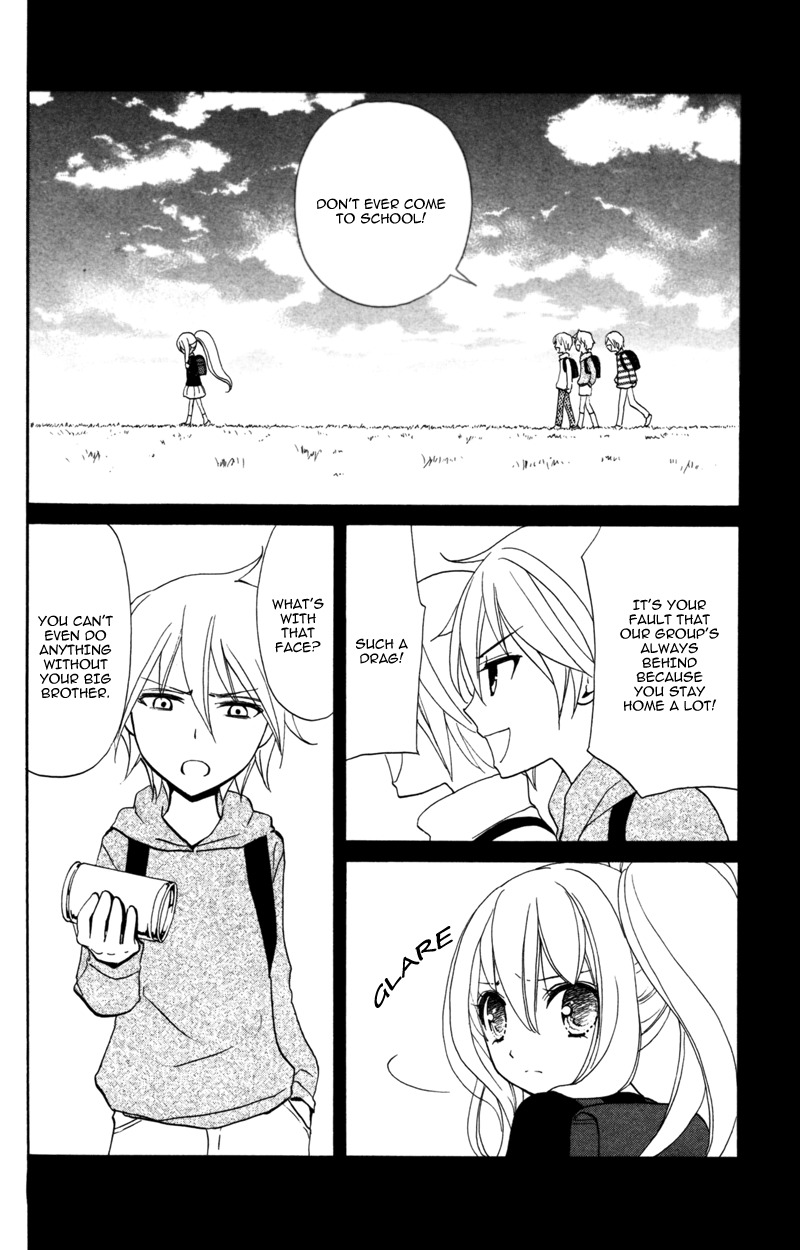 DON'T EVER COME
TO SCHOOL!
IT'S YOUR
FAULT THAT
OUR GROUP'S
ALWAYS
BEHIND
BECAUSE
YOU STAY
HOME A LOT!
SUCH A
DRAG!
GLARE
WHAT'S
WITH
THAT
FACE?
YOU CAN'T
EVEN DO
ANYTHING
WITHOUT
YOUR BIG
BROTHER.